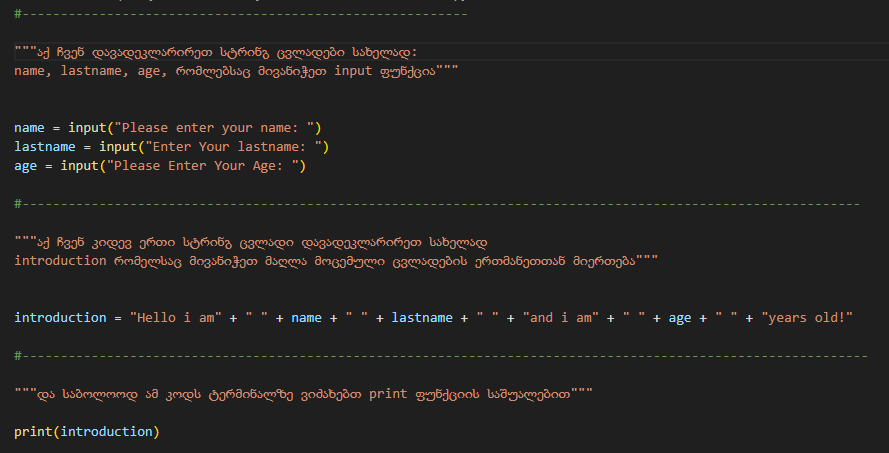 #----------------------------------------------------------
"""აქ ჩვენ დავადეკლარირეთ სტრინგ ცვლადები სახელად:
name, lastname, age, რომლებსაც მივანიჭეთ input ფუნქცია"""
name = input("Please enter your name: ")
lastname = input("Enter Your lastname: ")
age = input("Please Enter Your Age: ")
#-------------------------------------------------------------------------------------------------------------
"""აქ ჩვენ კიდევ ერთი სტრინგ ცვლადი დავადეკლარირეთ სახელად
introduction რომელსაც მივანიჭეთ მაღლა მოცემული ცვლადების ერთმანეთთან მიერთება"""
introduction = "Hello i am" + " " + name + " " + lastname + " " + "and i am" + " " + age + " " + "years old!"
#--------------------------------------------------------------------------------------------------------------
"""და საბოლოოდ ამ კოდს ტერმინალზე ვიძახებთ print ფუნქციის საშუალებით"""
print(introduction)